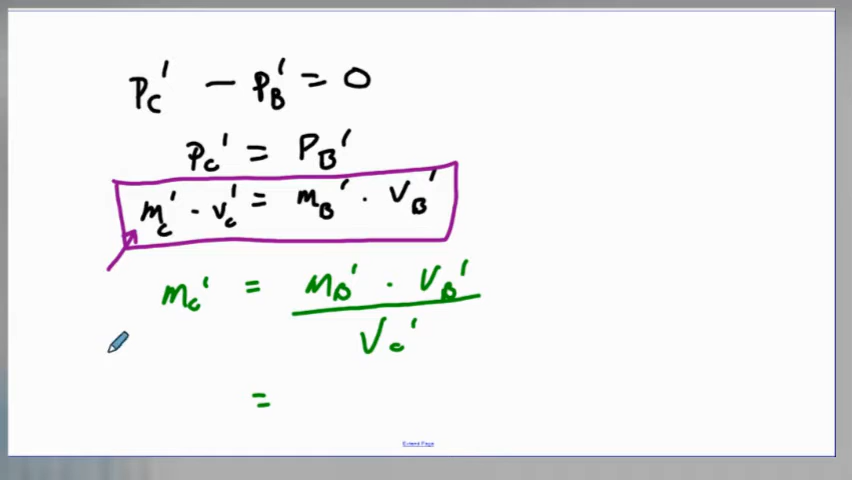 Pc' - PB' = 0
Pc' = PB'
mc' · vc' = mB' · VB'
mc' = mB' · VB'
Vc'
=
Extend Page